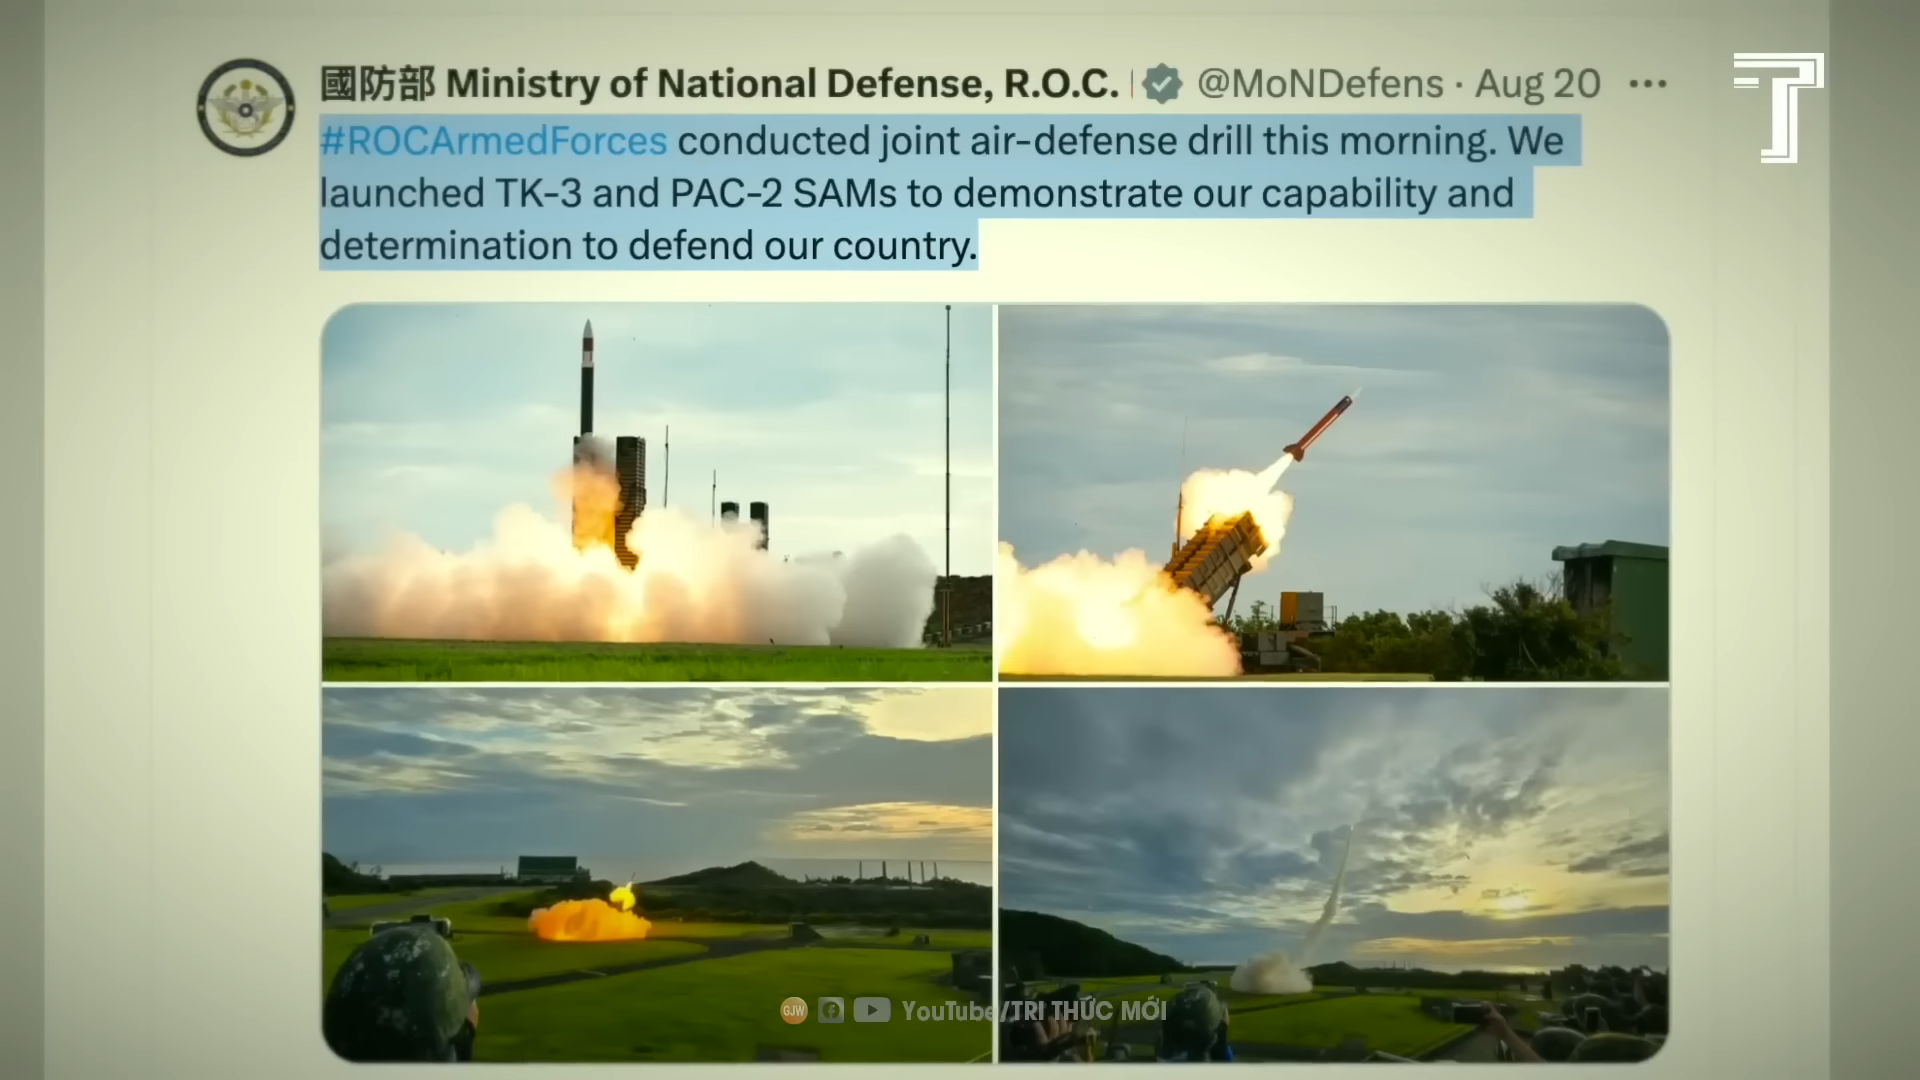 國防部 Ministry of National Defense, R.O.C. @MoNDefens · Aug 20 ···
#ROCArmedForces conducted joint air-defense drill this morning. We
launched TK-3 and PAC-2 SAMs to demonstrate our capability and
determination to defend our country.
GJW YouTube/TRI THỨC MỚI